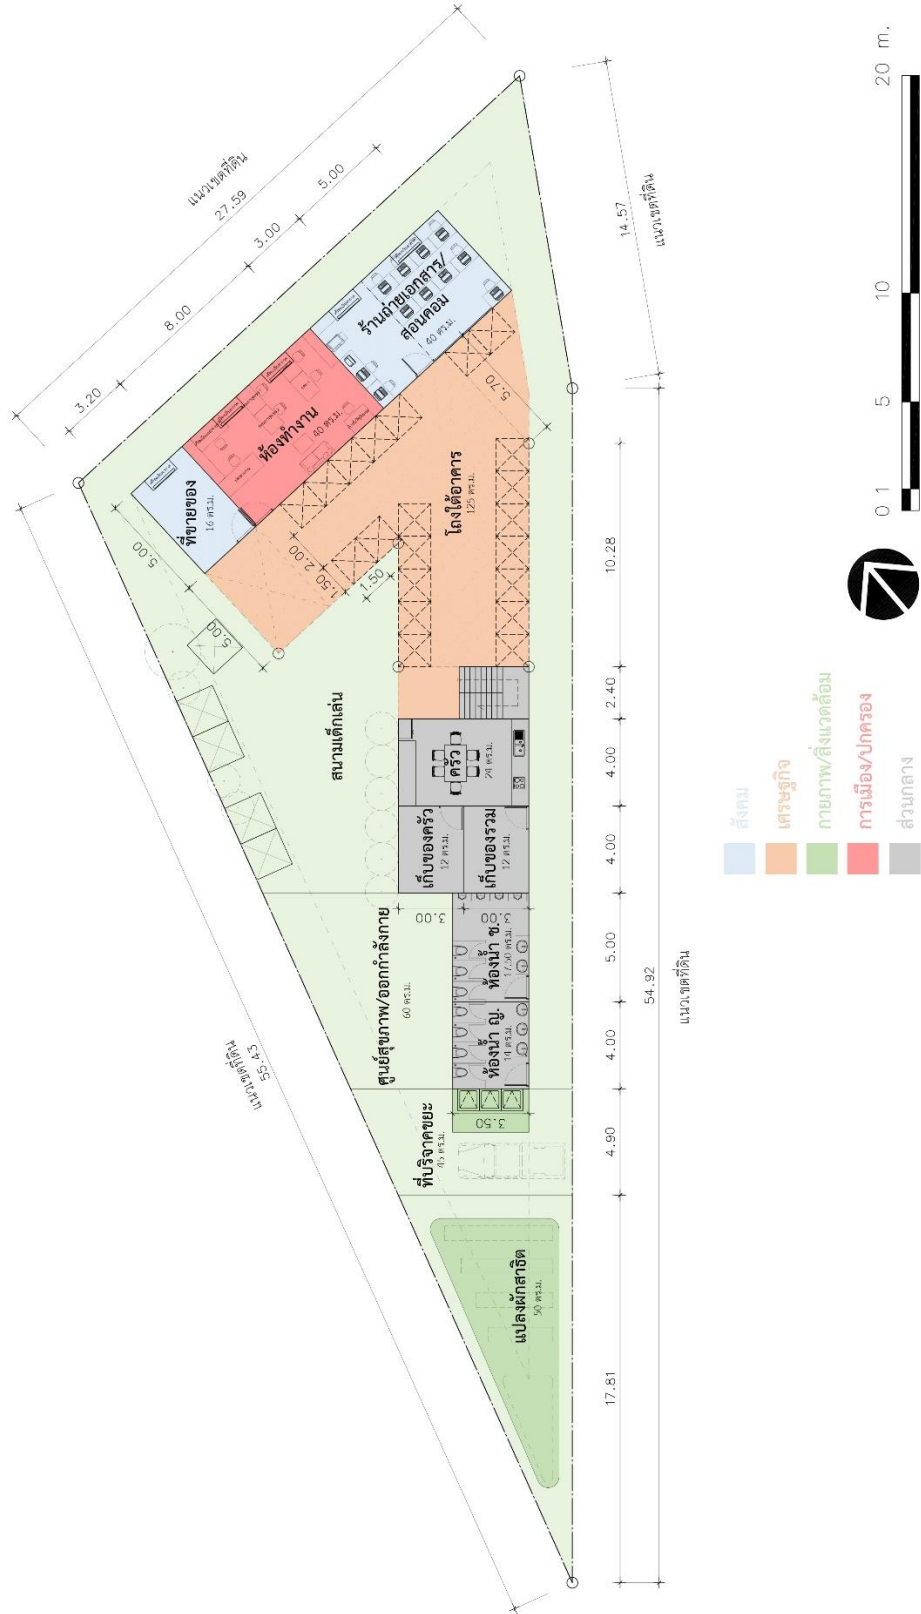 แนวเขตที่ดิน
27.59
3.20
8.00
3.00
5.00
14.57
แนวเขตที่ดิน
ที่ขายของ
16 ตร.ม.
ห้องทำงาน
40 ตร.ม.
ร้านถ่ายเอกสาร/
สอนคอม
40 ตร.ม.
5.70
5.00
5.00
2.00
1.50
1.50
โถงใต้อาคาร
125 ตร.ม.
สนามเด็กเล่น
ครัว
24 ตร.ม.
เก็บของครัว
12 ตร.ม.
เก็บของรวม
12 ตร.ม.
3.00
3.00
ศูนย์สุขภาพ/ออกกำลังกาย
60 ตร.ม.
ห้องน้ำ ช.
17.50 ตร.ม.
ห้องน้ำ ญ.
14 ตร.ม.
3.50
ที่บริจาคขยะ
45 ตร.ม.
แปลงผักสาธิต
50 ตร.ม.
แนวเขตที่ดิน
55.43
17.81
4.90
4.00
5.00
4.00
4.00
2.40
10.28
54.92
แนวเขตที่ดิน
สังคม
เศรษฐกิจ
กายภาพ/สิ่งแวดล้อม
การเมือง/ปกครอง
ส่วนกลาง
0 1 5 10 20 m.